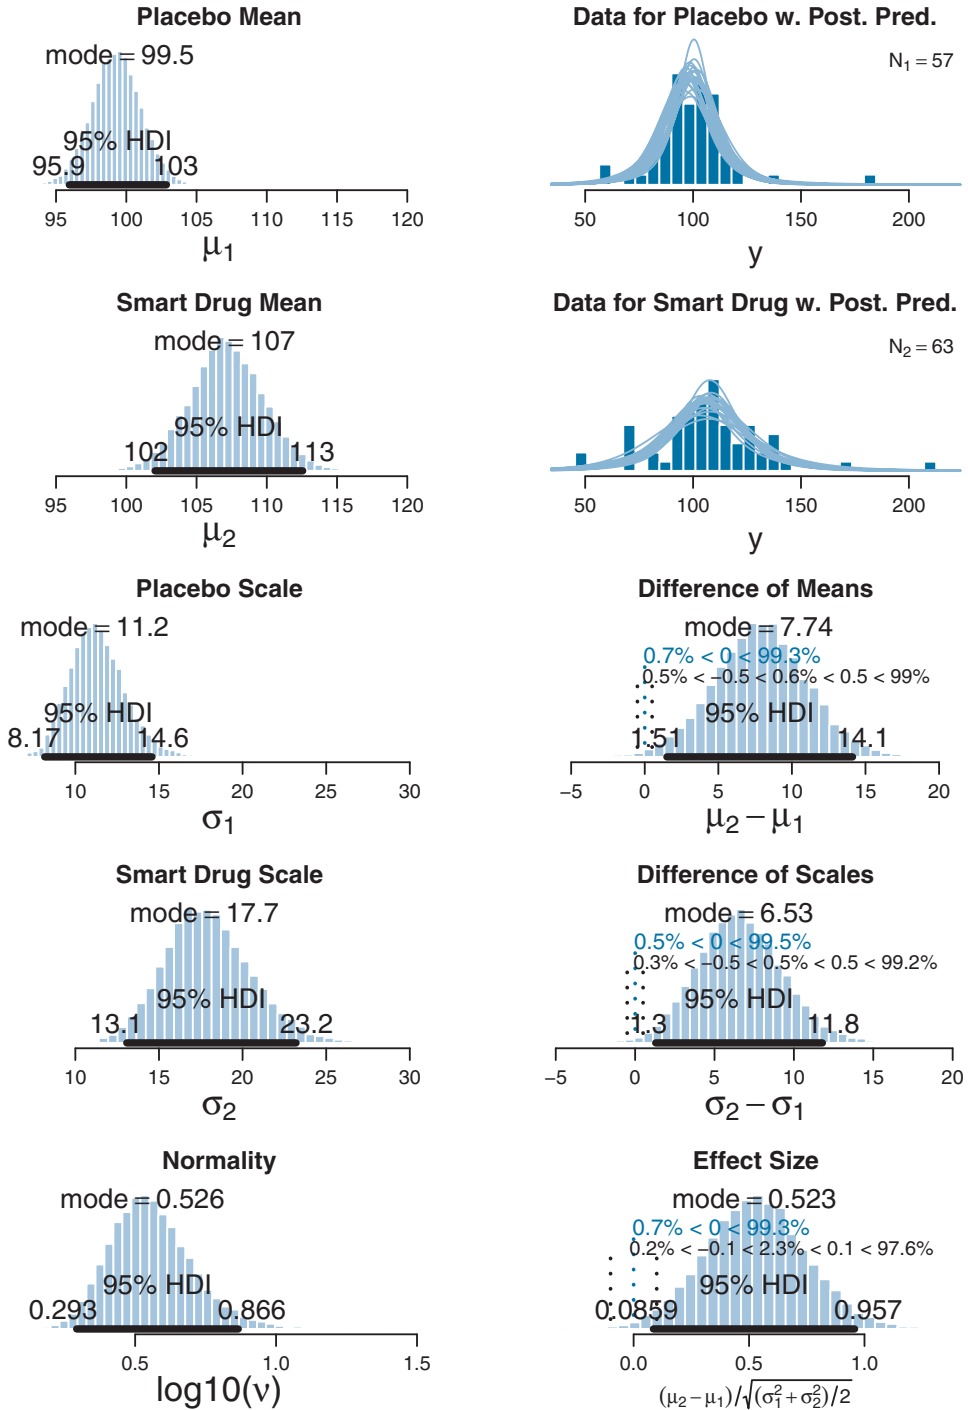 Placebo Mean
mode = 99.5
95% HDI
95.9 103
95 100 105 110 115 120
μ1
Data for Placebo w. Post. Pred.
N1 = 57
50 100 150 200
y
Smart Drug Mean
mode = 107
95% HDI
102 113
95 100 105 110 115 120
μ2
Data for Smart Drug w. Post. Pred.
N2 = 63
50 100 150 200
y
Placebo Scale
mode = 11.2
95% HDI
8.17 14.6
10 15 20 25 30
σ1
Difference of Means
mode = 7.74
0.7% < 0 < 99.3%
0.5% < −0.5 < 0.6% < 0.5 < 99%
95% HDI
1.51 14.1
−5 0 5 10 15 20
μ2 − μ1
Smart Drug Scale
mode = 17.7
95% HDI
13.1 23.2
10 15 20 25 30
σ2
Difference of Scales
mode = 6.53
0.5% < 0 < 99.5%
0.3% < −0.5 < 0.5% < 0.5 < 99.2%
95% HDI
1.3 11.8
−5 0 5 10 15 20
σ2 − σ1
Normality
mode = 0.526
95% HDI
0.293 0.866
0.5 1.0 1.5
log10(ν)
Effect Size
mode = 0.523
0.7% < 0 < 99.3%
0.2% < −0.1 < 2.3% < 0.1 < 97.6%
95% HDI
0.0859 0.957
0.0 0.5 1.0
(μ2 − μ1)/√(σ1² + σ2²)/2